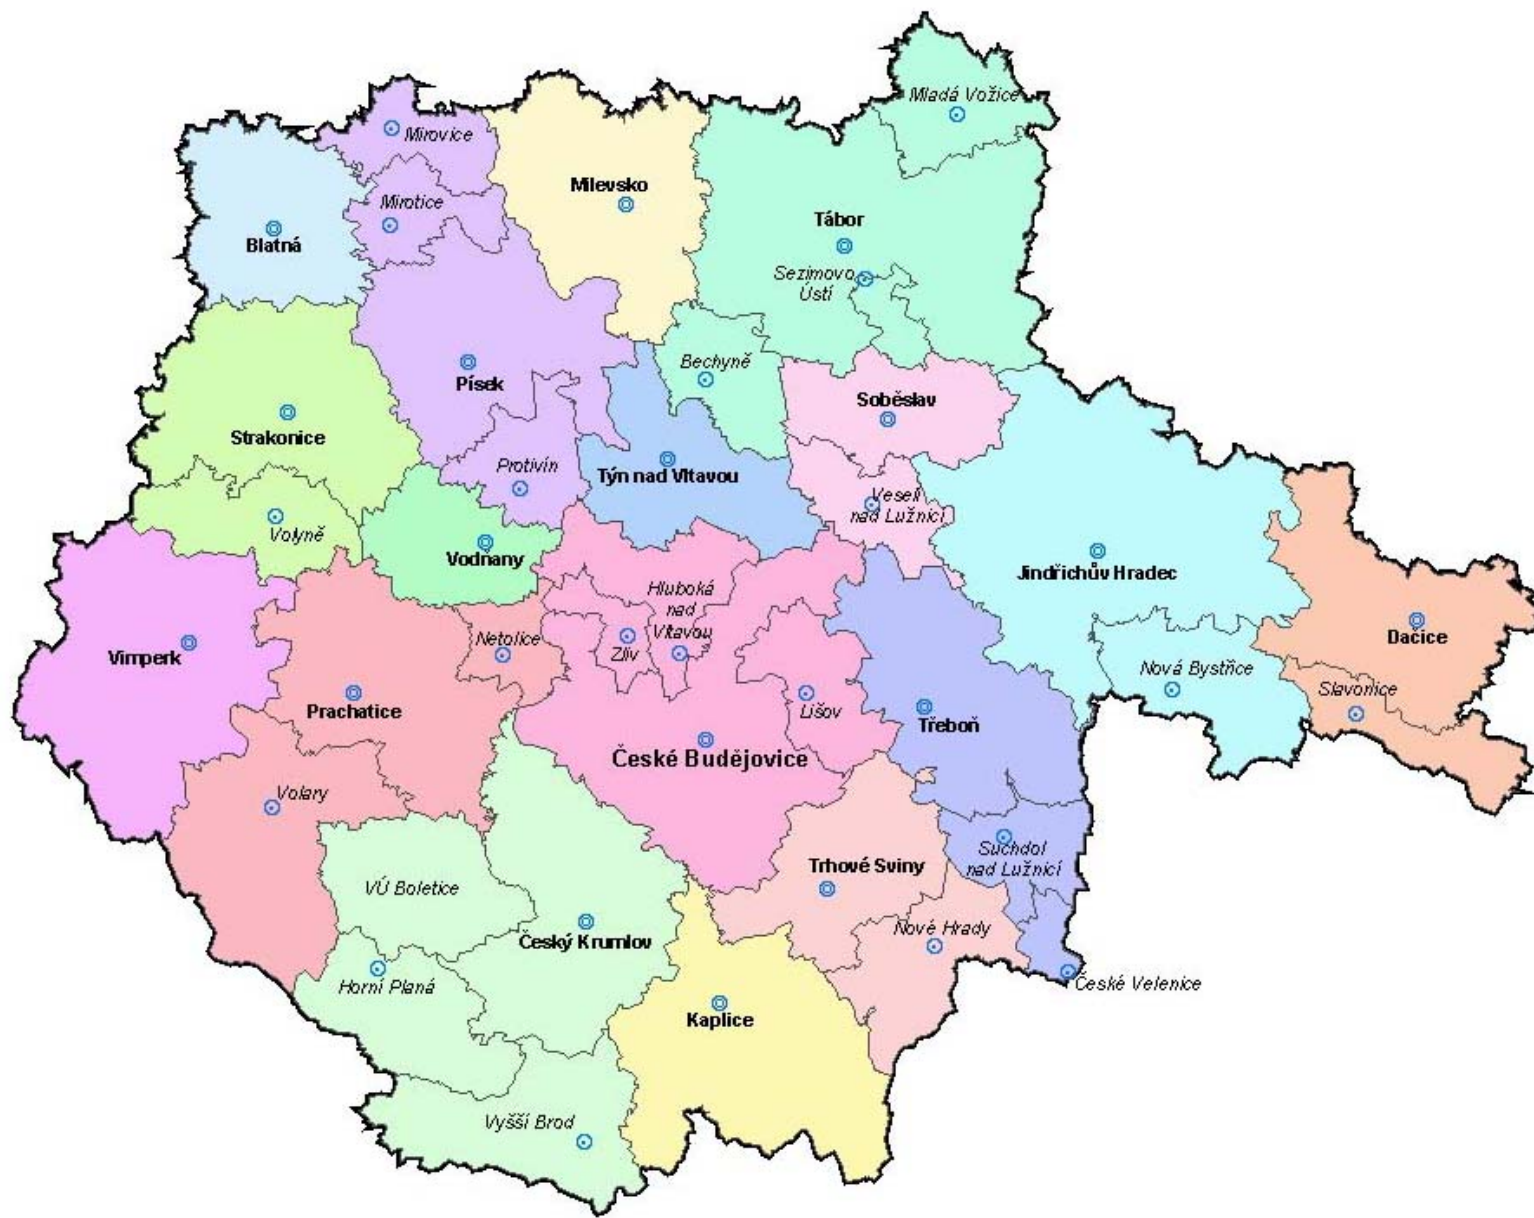 Mladá Vožice
Mirovice
Milevsko
Mirotice
Tábor
Blatná
Sezimovo
Ústí
Bechyně
Písek
Soběslav
Strakonice
Protivín
Týn nad Vltavou
Veselí
nad Lužnicí
Volyně
Vodňany
Jindřichův Hradec
Hluboká
nad
Vltavou
Netolice
Zliv
Dačice
Vimperk
Nová Bystřice
Slavonice
Prachatice
Lišov
Třeboň
České Budějovice
Volary
Suchdol
nad Lužnicí
Trhové Sviny
VÚ Boletice
Nové Hrady
Český Krumlov
Horní Planá
České Velenice
Kaplice
Vyšší Brod